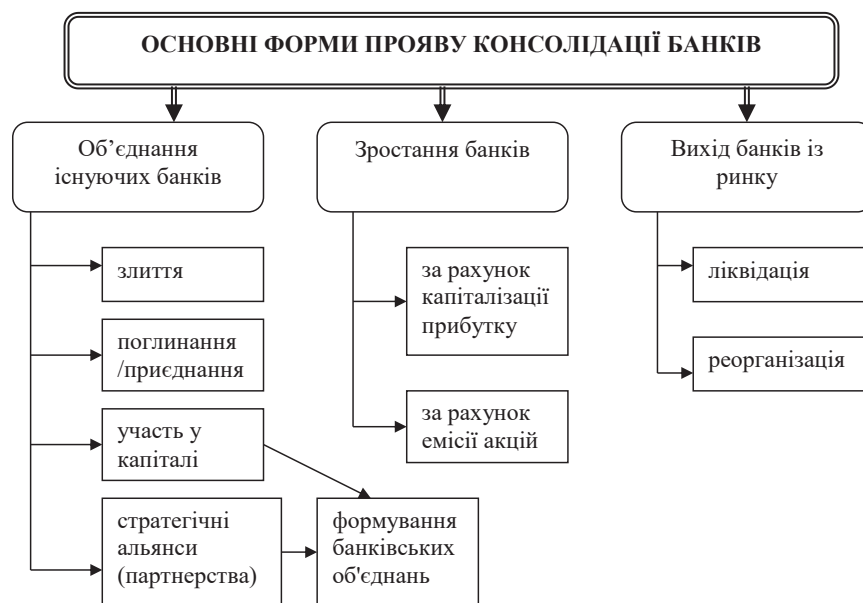 ОСНОВНІ ФОРМИ ПРОЯВУ КОНСОЛІДАЦІЇ БАНКІВ
Об’єднання
існуючих банків
злиття
поглинання
/приєднання
участь у
капіталі
стратегічні
альянси
(партнерства)
формування
банківських
об'єднань
Зростання банків
за рахунок
капіталізації
прибутку
за рахунок
емісії акцій
Вихід банків із
ринку
ліквідація
реорганізація